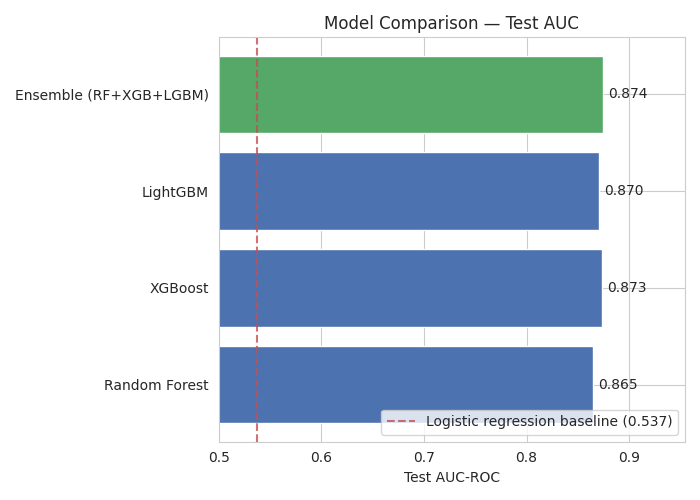 Model Comparison — Test AUC
Ensemble (RF+XGB+LGBM)
0.874
LightGBM
0.870
XGBoost
0.873
Random Forest
0.865
Logistic regression baseline (0.537)
0.5 0.6 0.7 0.8 0.9
Test AUC-ROC